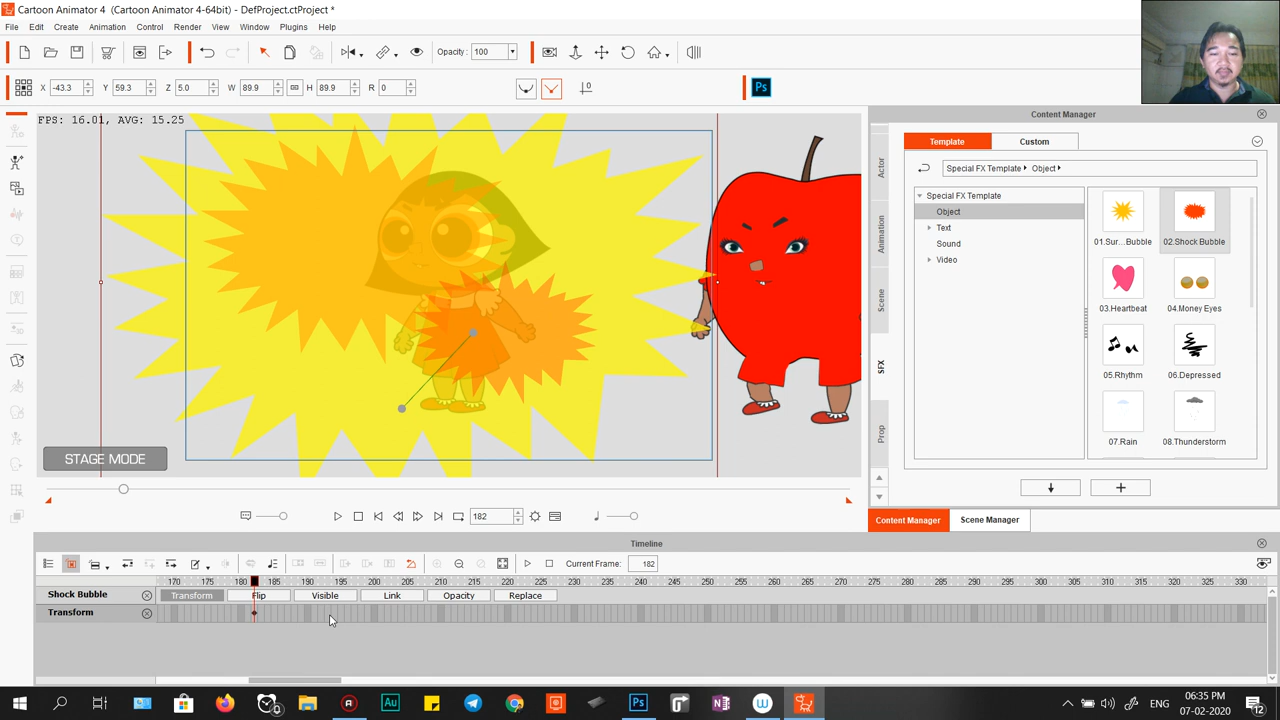 Cartoon Animator 4 (Cartoon Animator 4-64bit) - DefProject.ctProject *
File Edit Create Animation Control Render View Window Plugins Help
Opacity: 100
X -43.3 Y 59.3 Z 5.0 W 89.9 H 89.9 R 0 Ps
FPS: 16.01, AVG: 15.25
Content Manager
Template Custom
Special FX Template Object
Special FX Template
Object
Text
Sound
Video
01.Sur...Bubble 02.Shock Bubble
03.Heartbeat 04.Money Eyes
05.Rhythm 06.Depressed
07.Rain 08.Thunderstorm
Actor
Animation
Scene
SFX
Prop
STAGE MODE
182
Content Manager Scene Manager
Timeline
Current Frame: 182
170 175 180 185 190 195 200 205 210 215 220 225 230 235 240 245 250 255 260 265 270 275 280 285 290 295 300 305 310 315 320 325 330
Shock Bubble Transform Flip Visible Link Opacity Replace
Transform
Au Ps N W
ENG
06:35 PM
07-02-2020
12